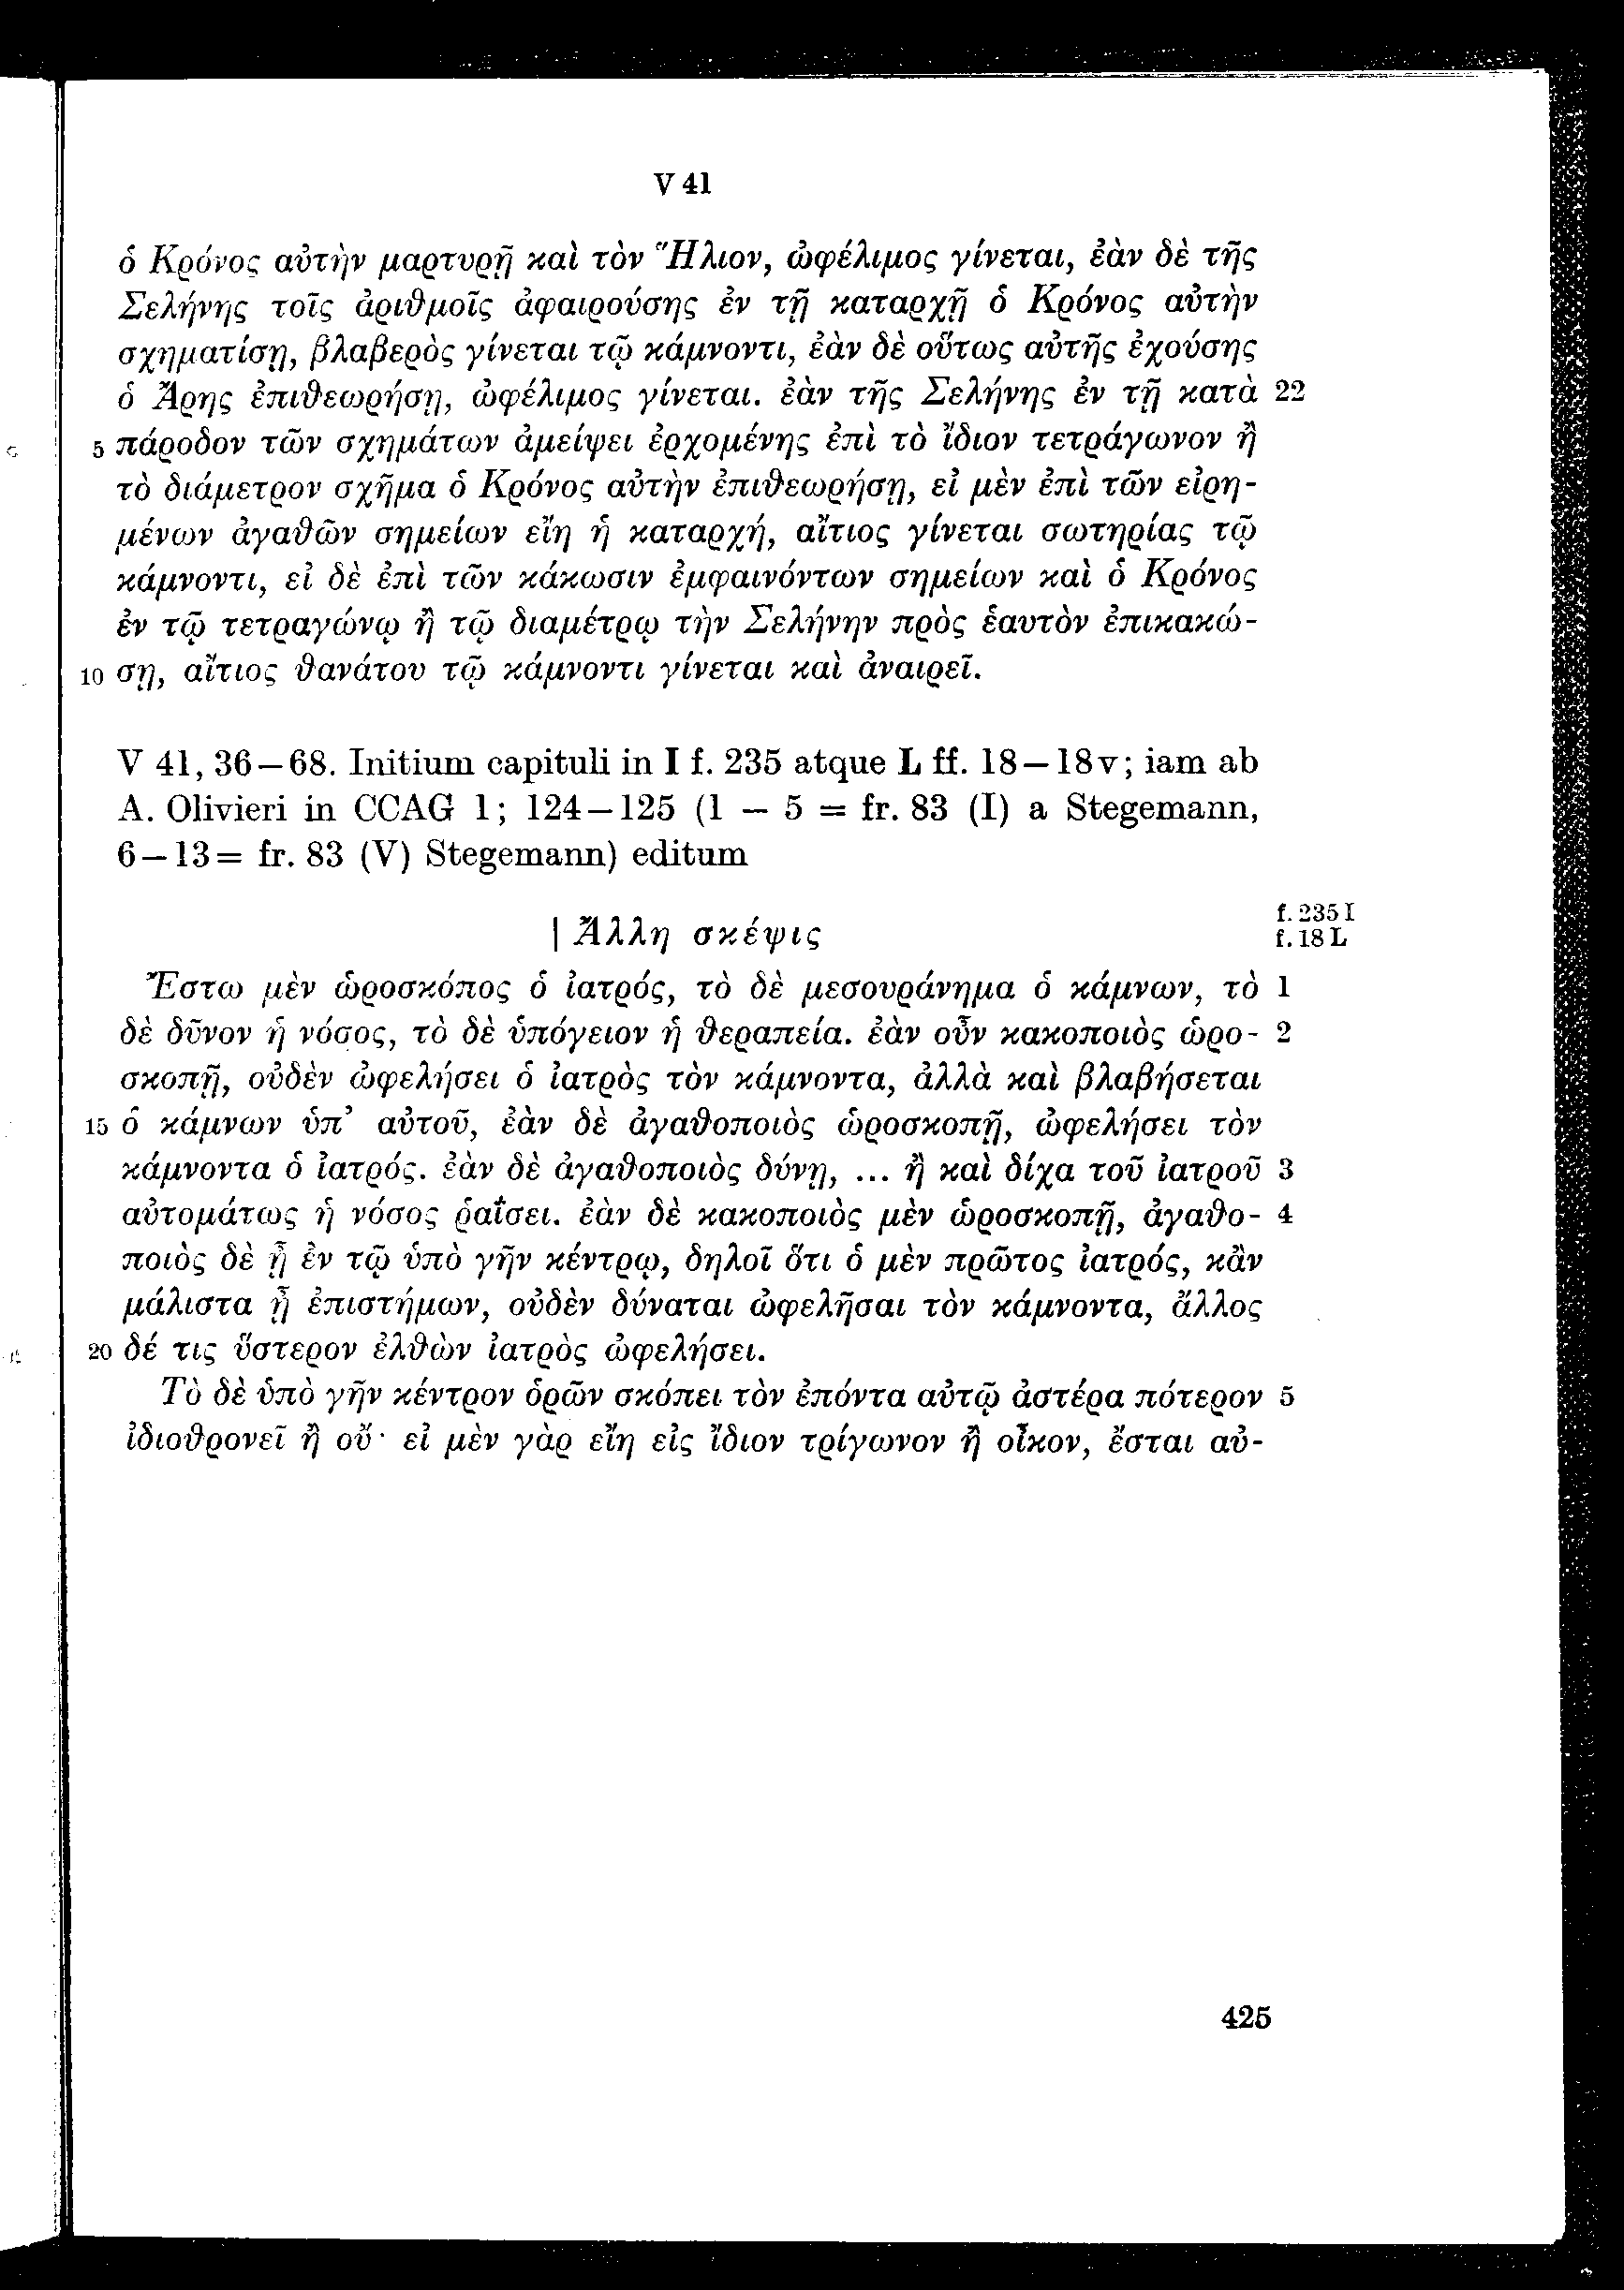 V 41
ὁ Κρόνος αὐτὴν μαρτυρῇ καὶ τὸν Ἥλιον, ὠφέλιμος γίνεται, ἐὰν δὲ τῆς
Σελήνης τοῖς ἀριθμοῖς ἀφαιρούσης ἐν τῇ καταρχῇ ὁ Κρόνος αὐτὴν
σχηματίσῃ, βλαβερὸς γίνεται τῷ κάμνοντι, ἐὰν δὲ οὕτως αὐτῆς ἐχούσης
ὁ Ἄρης ἐπιθεωρήσῃ, ὠφέλιμος γίνεται. ἐὰν τῆς Σελήνης ἐν τῇ κατὰ 22
5 πάροδον τῶν σχημάτων ἀμείψει ἐρχομένης ἐπὶ τὸ ἴδιον τετράγωνον ἢ
τὸ διάμετρον σχῆμα ὁ Κρόνος αὐτὴν ἐπιθεωρήσῃ, εἰ μὲν ἐπὶ τῶν εἰρη-
μένων ἀγαθῶν σημείων εἴη ἡ καταρχή, αἴτιος γίνεται σωτηρίας τῷ
κάμνοντι, εἰ δὲ ἐπὶ τῶν κάκωσιν ἐμφαινόντων σημείων καὶ ὁ Κρόνος
ἐν τῷ τετραγώνῳ ἢ τῷ διαμέτρῳ τὴν Σελήνην πρὸς ἑαυτὸν ἐπικακώ-
10 σῃ, αἴτιος θανάτου τῷ κάμνοντι γίνεται καὶ ἀναιρεῖ.
V 41, 36—68. Initium capituli in I f. 235 atque L ff. 18—18v; iam ab
A. Olivieri in CCAG 1; 124—125 (1 — 5 = fr. 83 (I) a Stegemann,
6—13 = fr. 83 (V) Stegemann) editum
| Ἄλλη σκέψις f. 235 I
f. 18 L
Ἔστω μὲν ὡροσκόπος ὁ ἰατρός, τὸ δὲ μεσουράνημα ὁ κάμνων, τὸ 1
δὲ δῦνον ἡ νόσος, τὸ δὲ ὑπόγειον ἡ θεραπεία. ἐὰν οὖν κακοποιὸς ὡρο- 2
σκοπῇ, οὐδὲν ὠφελήσει ὁ ἰατρὸς τὸν κάμνοντα, ἀλλὰ καὶ βλαβήσεται
15 ὁ κάμνων ὑπ’ αὐτοῦ, ἐὰν δὲ ἀγαθοποιὸς ὡροσκοπῇ, ὠφελήσει τὸν
κάμνοντα ὁ ἰατρός. ἐὰν δὲ ἀγαθοποιὸς δύνῃ, ... ἢ καὶ δίχα τοῦ ἰατροῦ 3
αὐτομάτως ἡ νόσος ῥαΐσει. ἐὰν δὲ κακοποιὸς μὲν ὡροσκοπῇ, ἀγαθο- 4
ποιὸς δὲ ᾖ ἐν τῷ ὑπὸ γῆν κέντρῳ, δηλοῖ ὅτι ὁ μὲν πρῶτος ἰατρός, κἂν
μάλιστα ᾖ ἐπιστήμων, οὐδὲν δύναται ὠφελῆσαι τὸν κάμνοντα, ἄλλος
20 δέ τις ὕστερον ἐλθὼν ἰατρὸς ὠφελήσει.
Τὸ δὲ ὑπὸ γῆν κέντρον ὁρῶν σκόπει τὸν ἐπόντα αὐτῷ ἀστέρα πότερον 5
ἰδιοθρονεῖ ἢ οὔ· εἰ μὲν γὰρ εἴη εἰς ἴδιον τρίγωνον ἢ οἶκον, ἔσται αὐ-
425